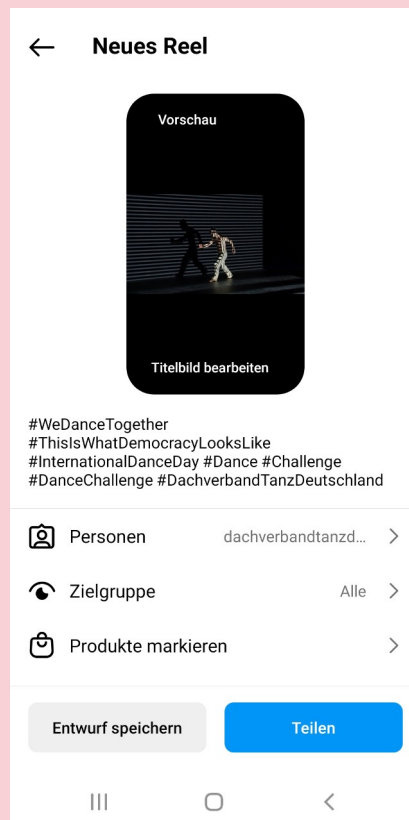 Neues Reel
Vorschau
Titelbild bearbeiten
#WeDanceTogether
#ThisIsWhatDemocracyLooksLike
#InternationalDanceDay #Dance #Challenge
#DanceChallenge #DachverbandTanzDeutschland
Personen dachverbandtanzd...
Zielgruppe Alle
Produkte markieren
Entwurf speichern Teilen